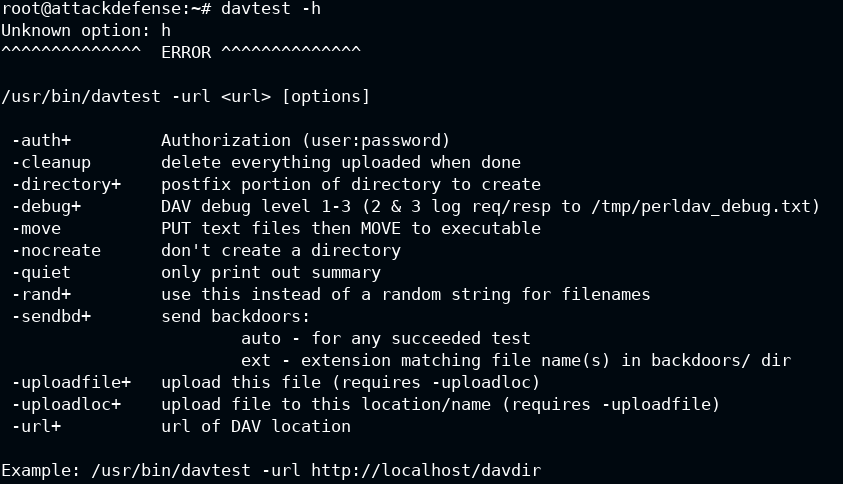 root@attackdefense:~# davtest -h
Unknown option: h
^^^^^^^^^^^^^^  ERROR ^^^^^^^^^^^^^^
/usr/bin/davtest -url <url> [options]
 -auth+         Authorization (user:password)
 -cleanup       delete everything uploaded when done
 -directory+    postfix portion of directory to create
 -debug+        DAV debug level 1-3 (2 & 3 log req/resp to /tmp/perldav_debug.txt)
 -move          PUT text files then MOVE to executable
 -nocreate      don't create a directory
 -quiet         only print out summary
 -rand+         use this instead of a random string for filenames
 -sendbd+       send backdoors:
                        auto - for any succeeded test
                        ext - extension matching file name(s) in backdoors/ dir
 -uploadfile+   upload this file (requires -uploadloc)
 -uploadloc+    upload file to this location/name (requires -uploadfile)
 -url+          url of DAV location
Example: /usr/bin/davtest -url http://localhost/davdir